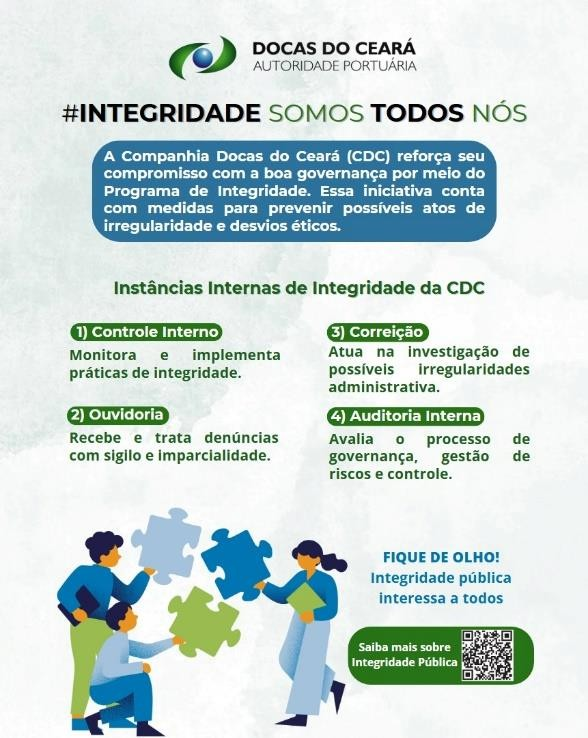 DOCAS DO CEARÁ
AUTORIDADE PORTUÁRIA
#INTEGRIDADE SOMOS TODOS NÓS
A Companhia Docas do Ceará (CDC) reforça seu
compromisso com a boa governança por meio do
Programa de Integridade. Essa iniciativa conta
com medidas para prevenir possíveis atos de
irregularidade e desvios éticos.
Instâncias Internas de Integridade da CDC
1) Controle Interno
Monitora e implementa
práticas de integridade.
2) Ouvidoria
Recebe e trata denúncias
com sigilo e imparcialidade.
3) Correição
Atua na investigação de
possíveis irregularidades
administrativa.
4) Auditoria Interna
Avalia o processo de
governança, gestão de
riscos e controle.
FIQUE DE OLHO!
Integridade pública
interessa a todos
Saiba mais sobre
Integridade Pública